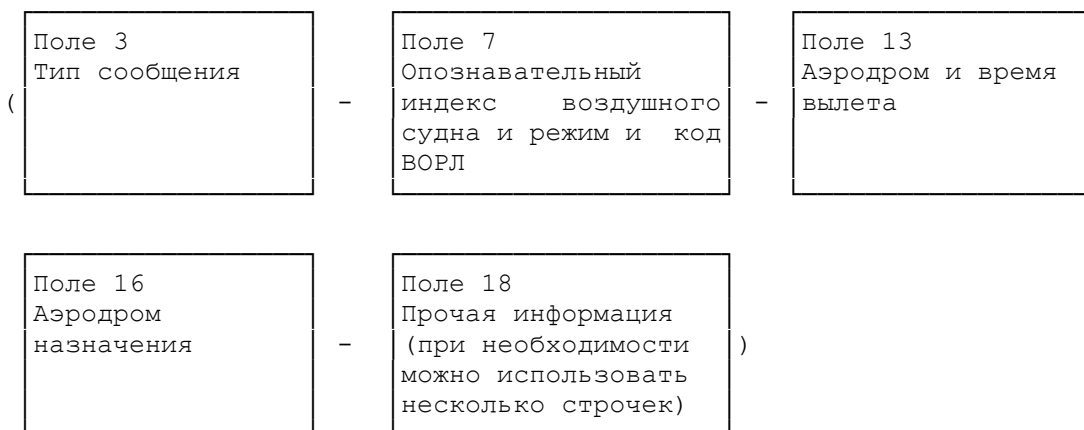 Поле 3
Тип сообщения
(
-
Поле 7
Опознавательный
индекс воздушного
судна и режим и код
ВОРЛ
-
Поле 13
Аэродром и время
вылета
Поле 16
Аэродром
назначения
-
Поле 18
Прочая информация
(при необходимости
можно использовать
несколько строчек)
)